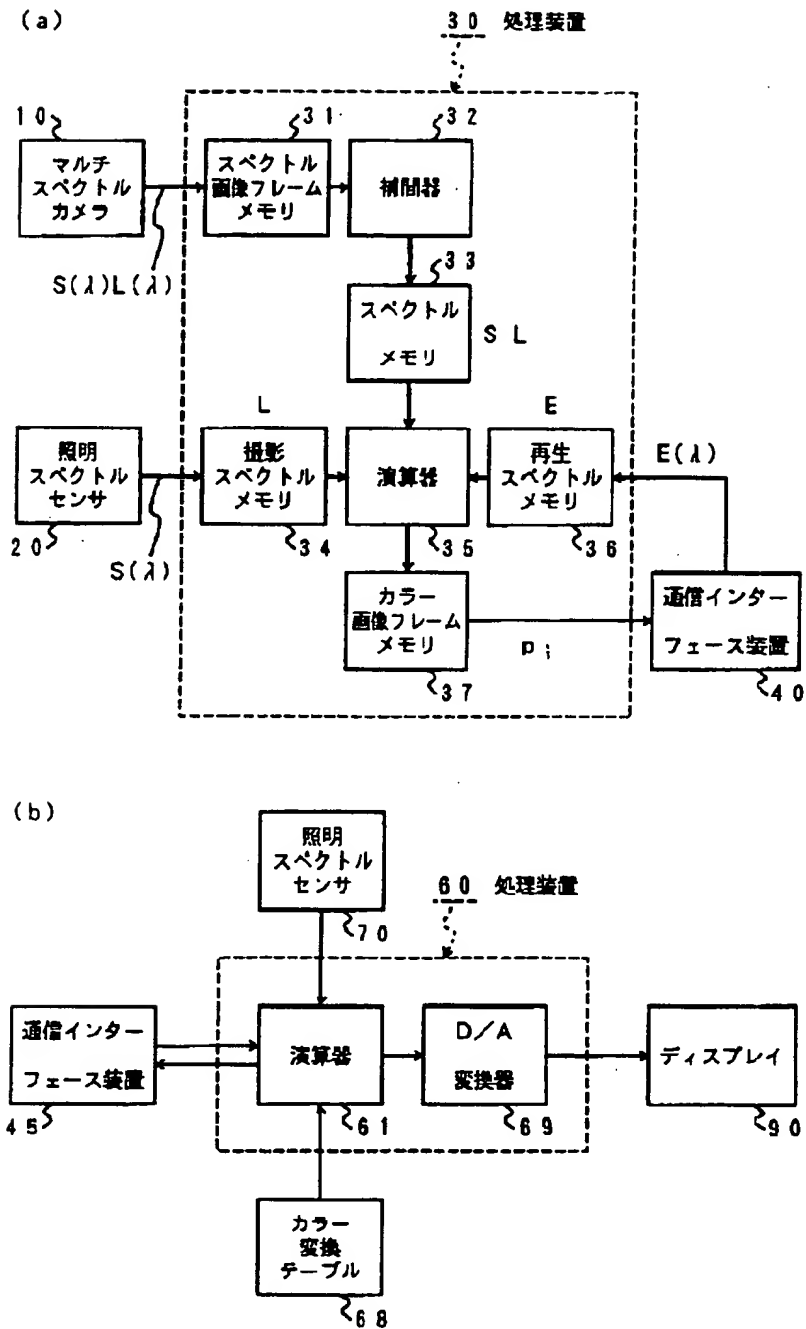 (a)
30 処理装置
10
マルチ
スペクトル
カメラ
31
スペクトル
画像フレーム
メモリ
32
補間器
S(λ)L(λ)
33
スペクトル
メモリ
SL
L
E
照明
スペクトル
センサ
20
S(λ)
撮影
スペクトル
メモリ
34
演算器
35
再生
スペクトル
メモリ
36
E(λ)
カラー
画像フレーム
メモリ
37
p i
通信インター
フェース装置
40
(b)
照明
スペクトル
センサ
70
60 処理装置
通信インター
フェース装置
45
演算器
61
D/A
変換器
69
ディスプレイ
90
カラー
変換
テーブル
68